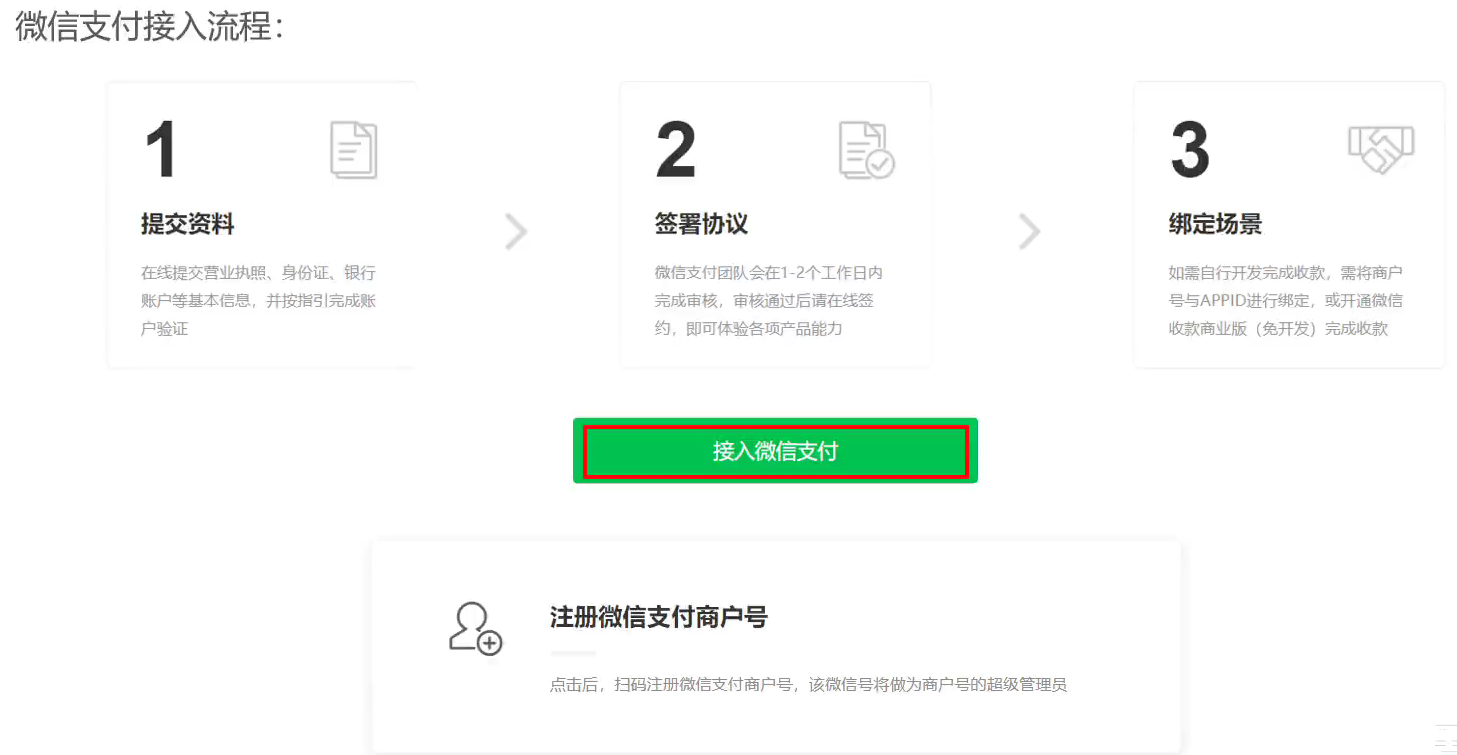 微信支付接入流程：
1
提交资料
在线提交营业执照、身份证、银行
账户等基本信息，并按指引完成账
户验证
2
签署协议
微信支付团队会在1-2个工作日内
完成审核，审核通过后请在线签
约，即可体验各项产品能力
3
绑定场景
如需自行开发完成收款，需将商户
号与APPID进行绑定，或开通微信
收款商业版（免开发）完成收款
接入微信支付
注册微信支付商户号
点击后，扫码注册微信支付商户号，该微信号将做为商户号的超级管理员